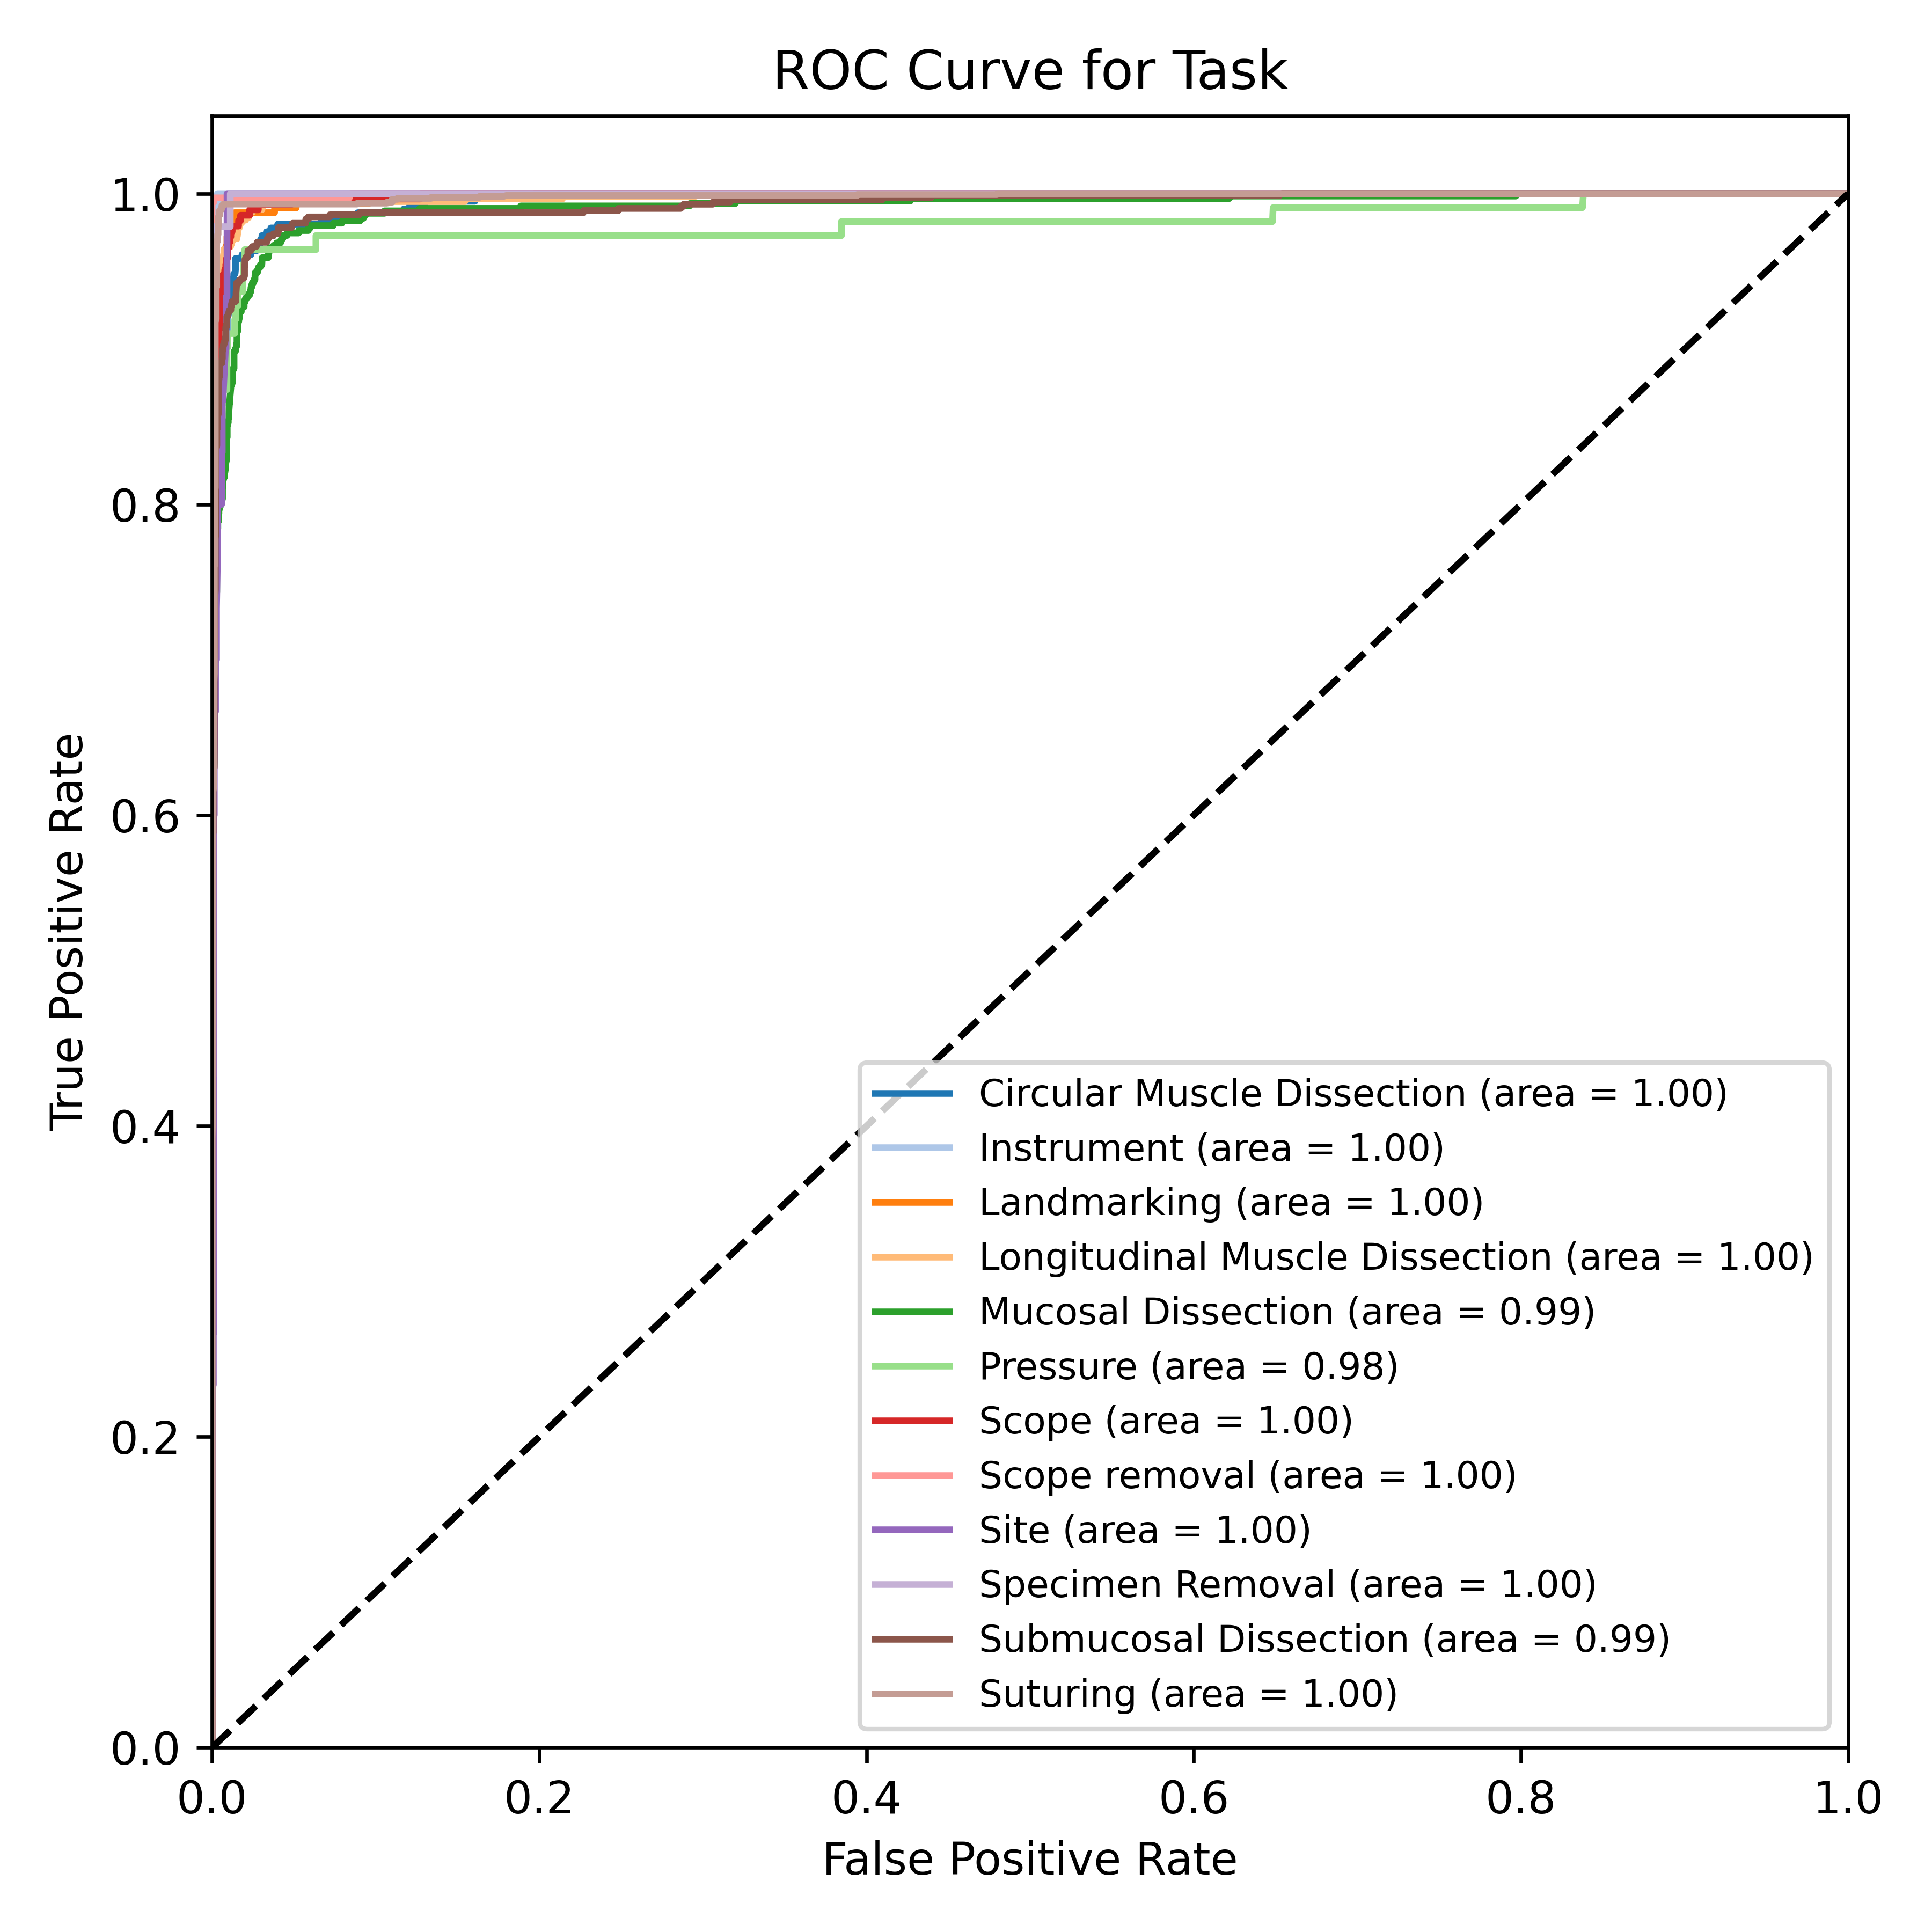 ROC Curve for Task
True Positive Rate
1.0
0.8
0.6
0.4
0.2
0.0
Circular Muscle Dissection (area = 1.00)
Instrument (area = 1.00)
Landmarking (area = 1.00)
Longitudinal Muscle Dissection (area = 1.00)
Mucosal Dissection (area = 0.99)
Pressure (area = 0.98)
Scope (area = 1.00)
Scope removal (area = 1.00)
Site (area = 1.00)
Specimen Removal (area = 1.00)
Submucosal Dissection (area = 0.99)
Suturing (area = 1.00)
0.0 0.2 0.4 0.6 0.8 1.0
False Positive Rate